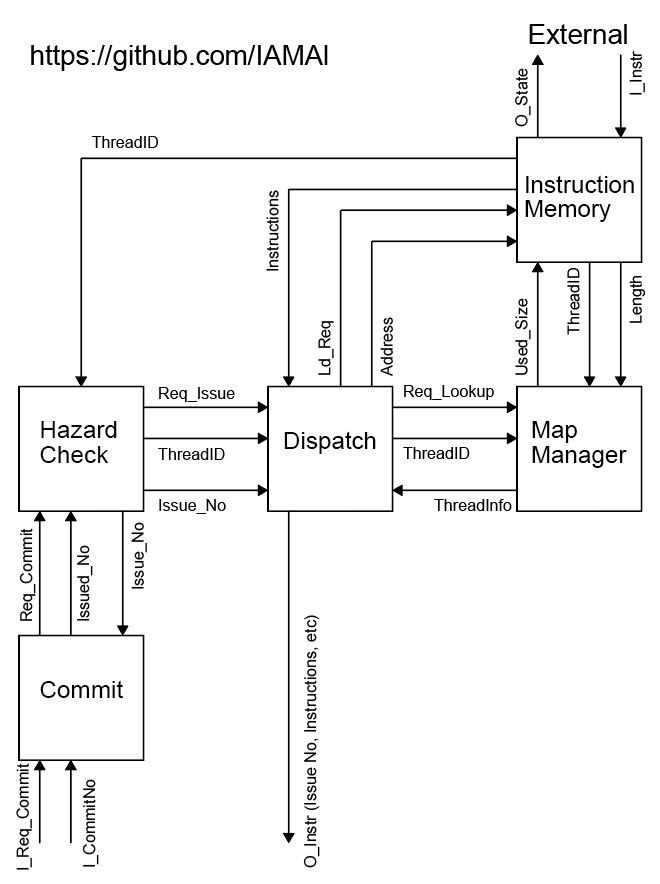 External
https://github.com/IAMAI
O_State
I_Instr
ThreadID
Instruction
Memory
Instructions
Ld_Req
Address
Used_Size
ThreadID
Length
Hazard
Check
Req_Issue
ThreadID
Issue_No
Dispatch
Req_Lookup
ThreadID
ThreadInfo
Map
Manager
Req_Commit
Issued_No
Issue_No
Commit
I_Req_Commit
I_CommitNo
O_Instr (Issue No, Instructions, etc)